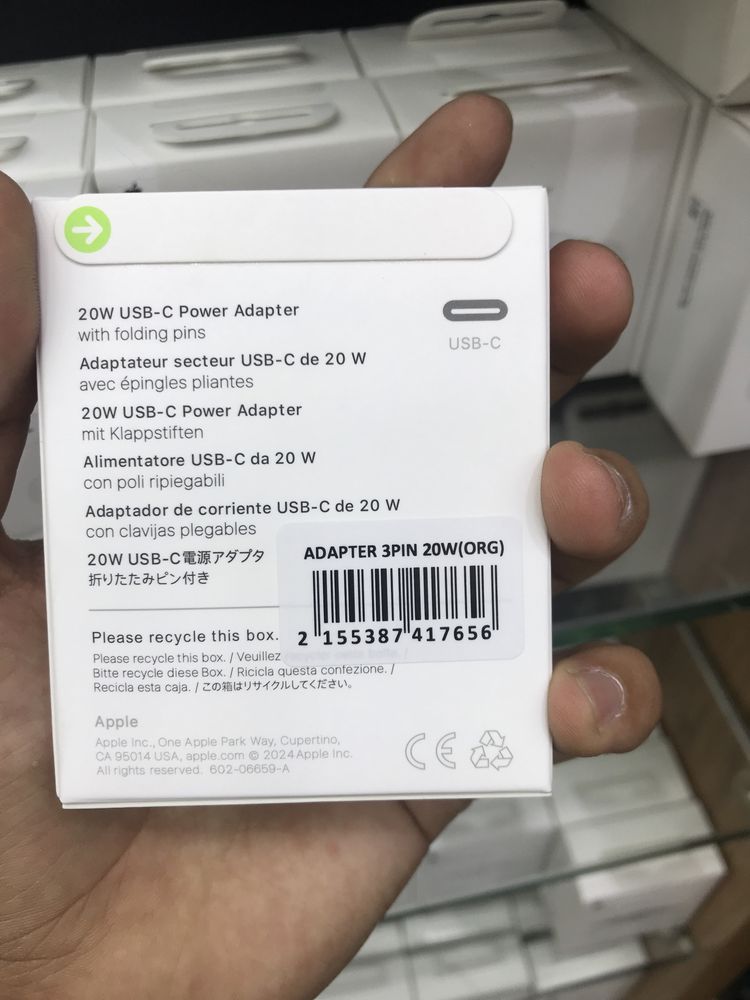 20W USB-C Power Adapter
with folding pins
USB-C
Adaptateur secteur USB-C de 20 W
avec épingles pliantes
20W USB-C Power Adapter
mit Klappstiften
Alimentatore USB-C da 20 W
con poli ripiegabili
Adaptador de corriente USB-C de 20 W
con clavijas plegables
20W USB-C電源アダプタ
折りたたみピン付き
ADAPTER 3PIN 20W(ORG)
2 155387 417656
Please recycle this box.
Please recycle this box. / Veuillez recycler cette boîte. /
Bitte recycle diese Box. / Ricicla questa confezione. /
Recicla esta caja. / この箱はリサイクルしてください。
Apple
Apple Inc., One Apple Park Way, Cupertino,
CA 95014 USA, apple.com © 2024 Apple Inc.
All rights reserved. 602-06659-A
CE